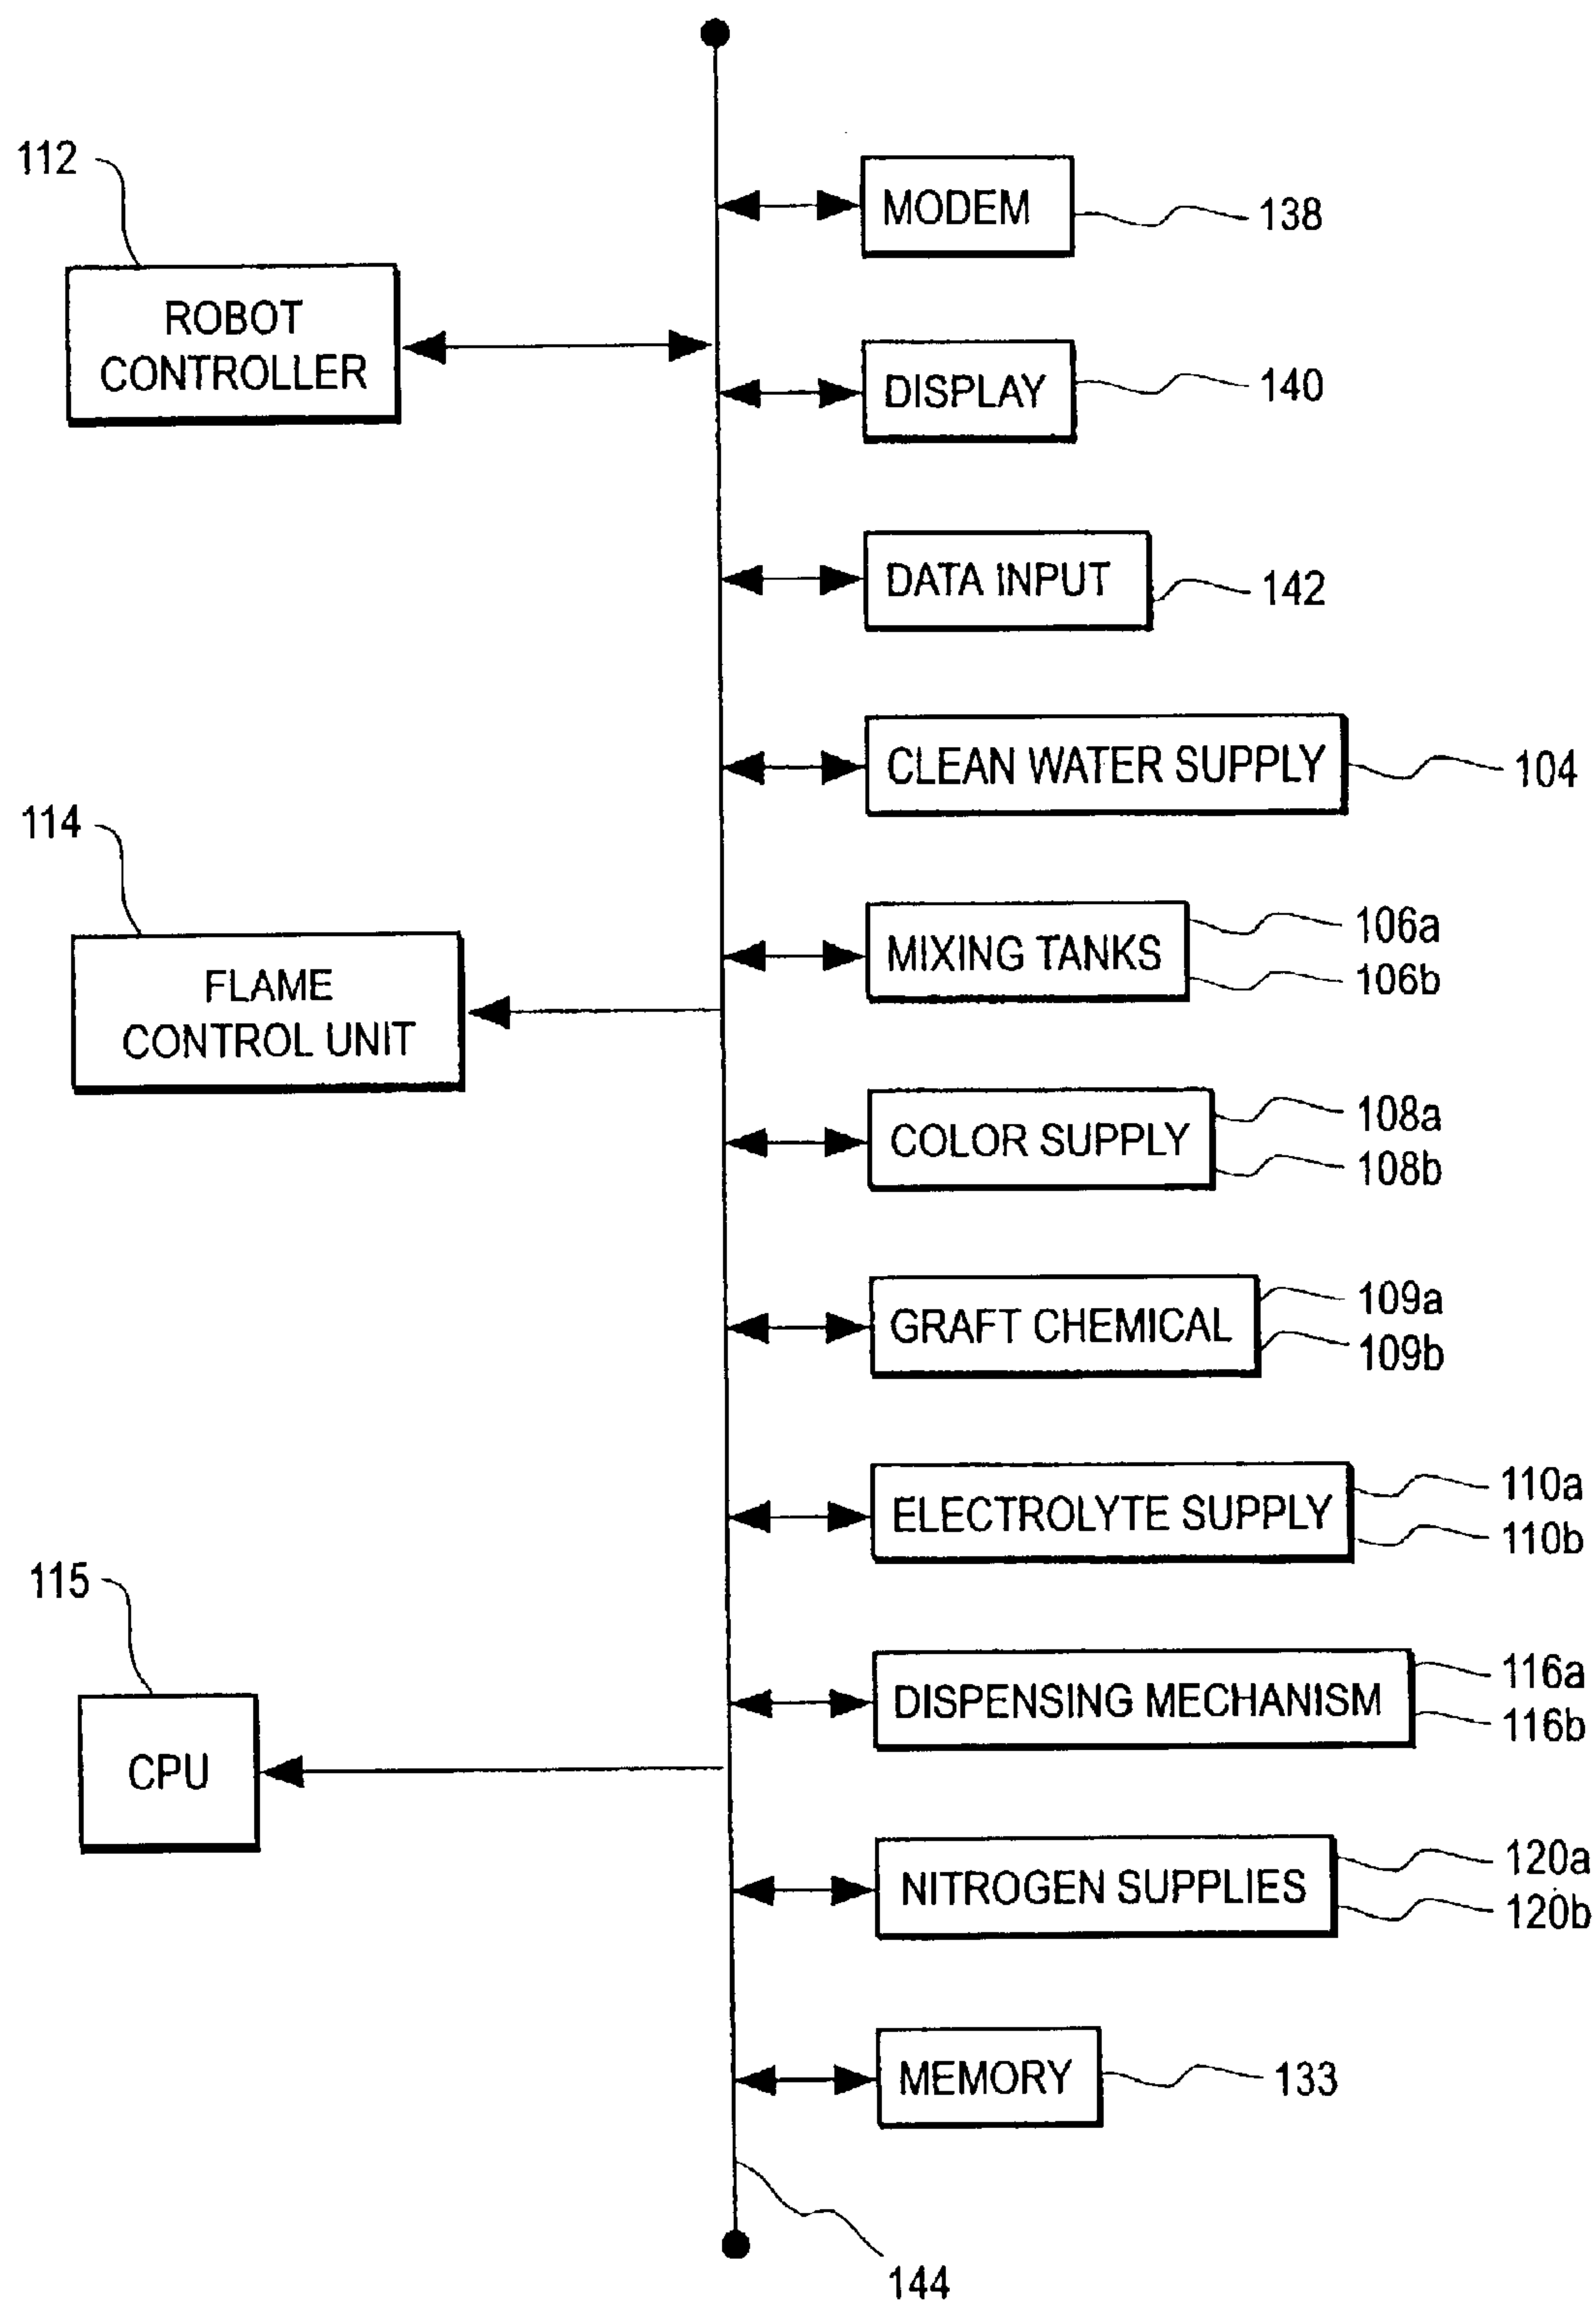 112
ROBOT
CONTROLLER
MODEM
138
DISPLAY
140
DATA INPUT
142
CLEAN WATER SUPPLY
104
114
FLAME
CONTROL UNIT
MIXING TANKS
106a
106b
COLOR SUPPLY
108a
108b
GRAFT CHEMICAL
109a
109b
ELECTROLYTE SUPPLY
110a
110b
115
CPU
DISPENSING MECHANISM
116a
116b
NITROGEN SUPPLIES
120a
120b
MEMORY
133
144